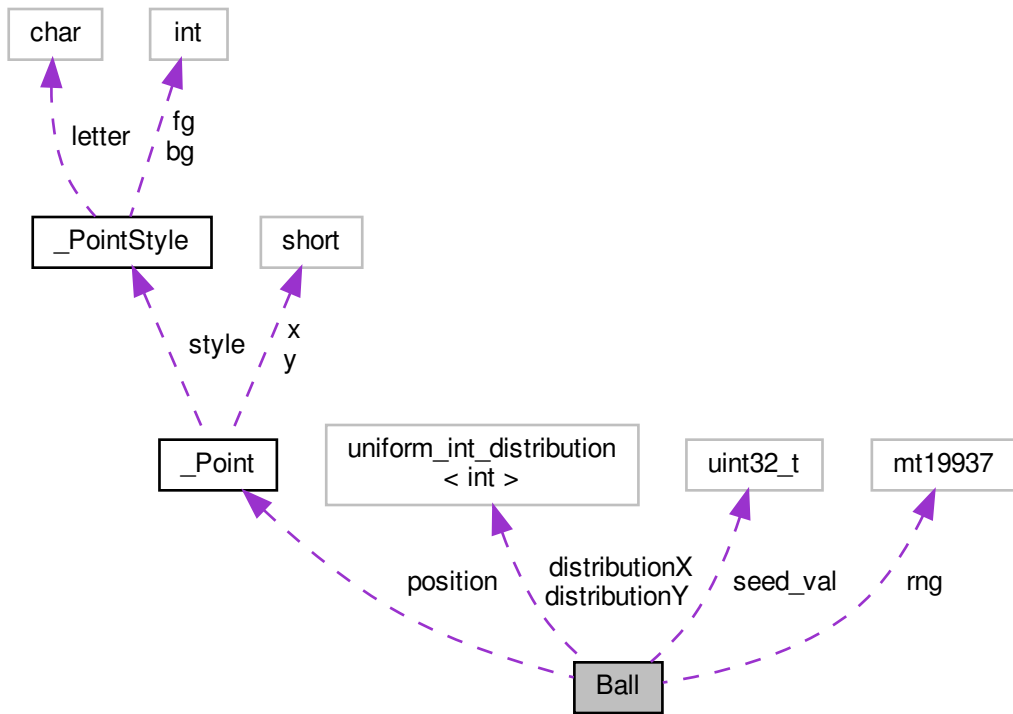 char
int
letter
fg
bg
_PointStyle
short
style
x
y
_Point
uniform_int_distribution
< int >
uint32_t
mt19937
position
distributionX
distributionY
seed_val
rng
Ball